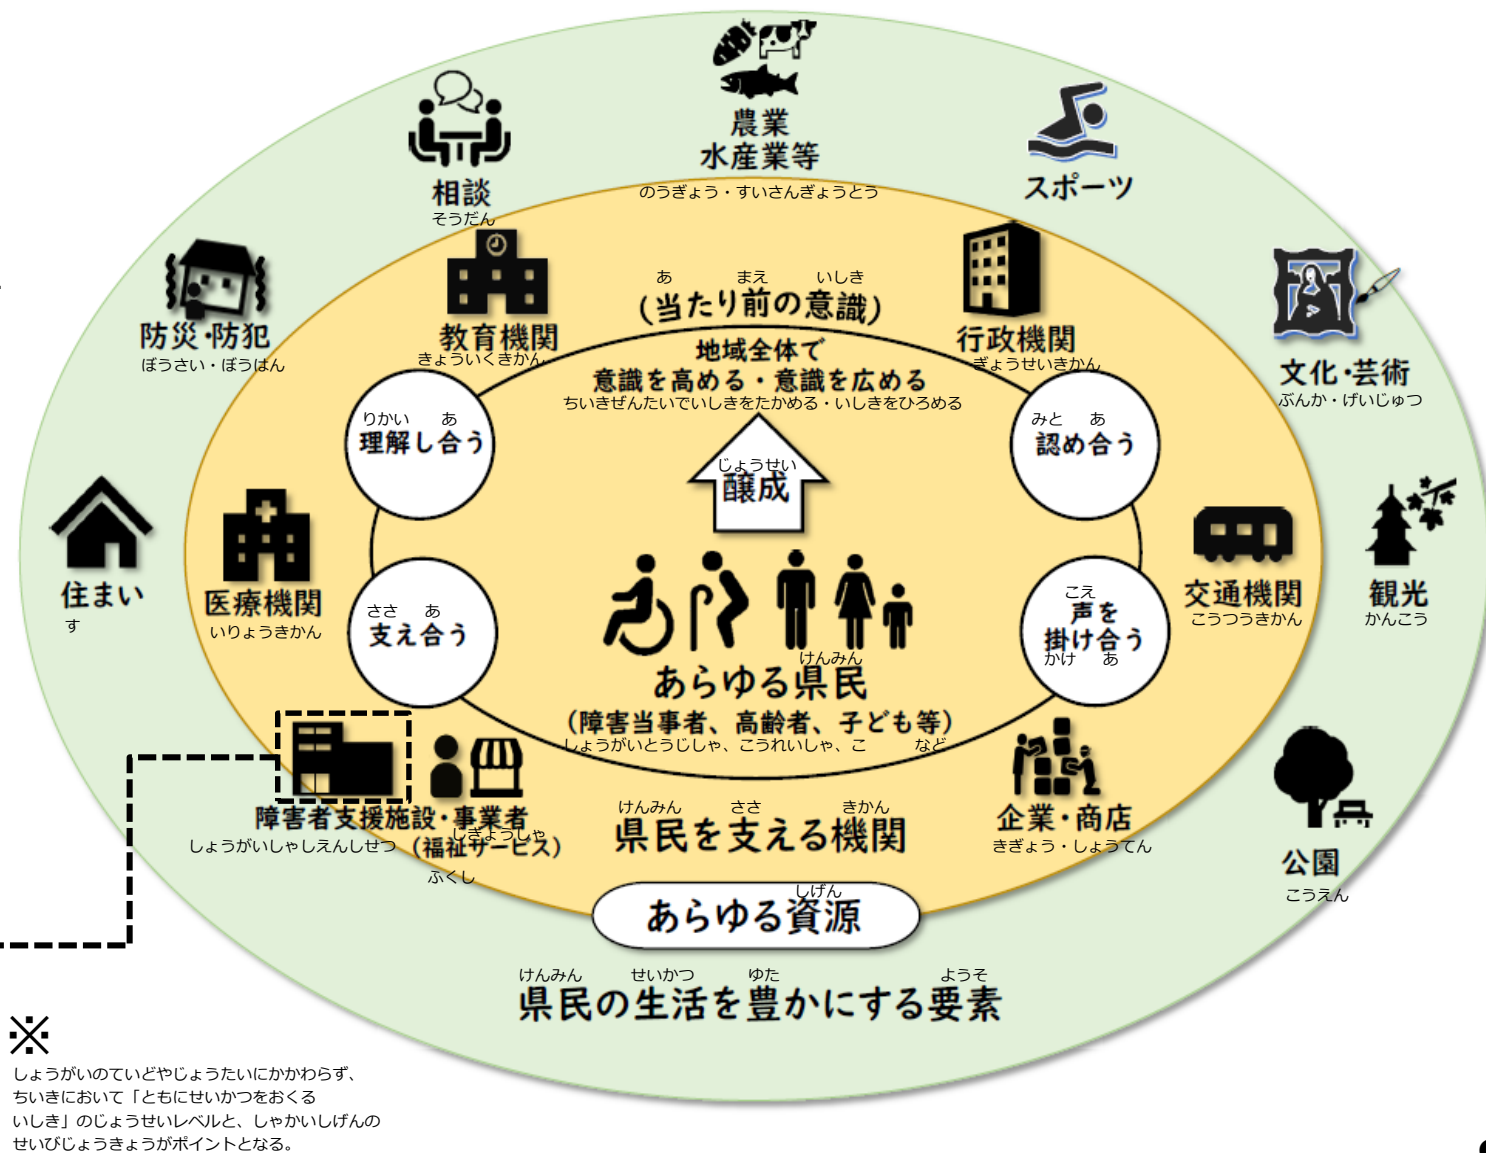 農業
水産業等
のうぎょう・すいさんぎょうとう
相談
そうだん
スポーツ
防災・防犯
ぼうさい・ぼうはん
教育機関
きょういくきかん
あ まえ いしき
(当たり前の意識)
行政機関
ぎょうせいきかん
文化・芸術
ぶんか・げいじゅつ
地域全体で
意識を高める・意識を広める
ちいきぜんたいでいしきをたかめる・いしきをひろめる
りかい あ
理解し合う
みと あ
認め合う
じょうせい
醸成
住まい
す
医療機関
いりょうきかん
ささ あ
支え合う
こえ
声を
掛け合う
かけ あ
交通機関
こうつうきかん
観光
かんこう
けんみん
あらゆる県民
(障害当事者、高齢者、子ども等)
しょうがいとうじしゃ、こうれいしゃ、こ など
障害者支援施設・事業者
じぎょうしゃ
しょうがいしゃしえんしせつ
(福祉サービス)
ふくし
けんみん ささ きかん
県民を支える機関
企業・商店
きぎょう・しょうてん
公園
こうえん
しげん
あらゆる資源
けんみん せいかつ ゆた ようそ
県民の生活を豊かにする要素
※
しょうがいのていどやじょうたいにかかわらず、
ちいきにおいて「ともにせいかつをおくる
いしき」のじょうせいレベルと、しゃかいしげんの
せいびじょうきょうがポイントとなる。